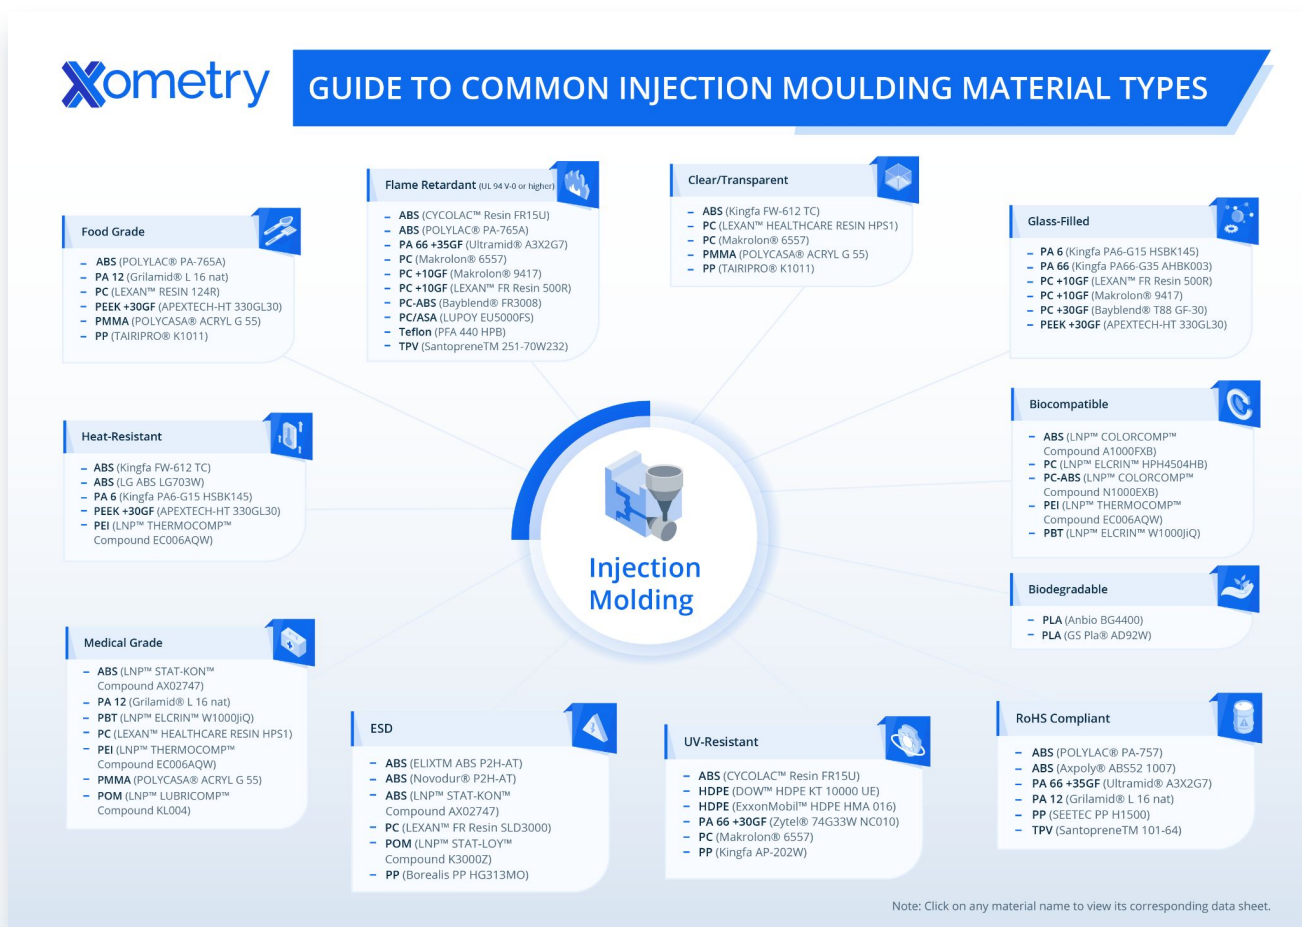 Xometry
GUIDE TO COMMON INJECTION MOULDING MATERIAL TYPES
Food Grade
– ABS (POLYLAC® PA-765A)
– PA 12 (Grilamid® L 16 nat)
– PC (LEXAN™ RESIN 124R)
– PEEK +30GF (APEXTECH-HT 330GL30)
– PMMA (POLYCASA® ACRYL G 55)
– PP (TAIRIPRO® K1011)
Flame Retardant (UL 94 V-0 or higher)
– ABS (CYCOLAC™ Resin FR15U)
– ABS (POLYLAC® PA-765A)
– PA 66 +35GF (Ultramid® A3X2G7)
– PC (Makrolon® 6557)
– PC +10GF (Makrolon® 9417)
– PC +10GF (LEXAN™ FR Resin 500R)
– PC-ABS (Bayblend® FR3008)
– PC/ASA (LUPOY EU5000FS)
– Teflon (PFA 440 HPB)
– TPV (SantopreneTM 251-70W232)
Clear/Transparent
– ABS (Kingfa FW-612 TC)
– PC (LEXAN™ HEALTHCARE RESIN HPS1)
– PC (Makrolon® 6557)
– PMMA (POLYCASA® ACRYL G 55)
– PP (TAIRIPRO® K1011)
Glass-Filled
– PA 6 (Kingfa PA6-G15 HSBK145)
– PA 66 (Kingfa PA66-G35 AHBK003)
– PC +10GF (LEXAN™ FR Resin 500R)
– PC +10GF (Makrolon® 9417)
– PC +30GF (Bayblend® T88 GF-30)
– PEEK +30GF (APEXTECH-HT 330GL30)
Heat-Resistant
– ABS (Kingfa FW-612 TC)
– ABS (LG ABS LG703W)
– PA 6 (Kingfa PA6-G15 HSBK145)
– PEEK +30GF (APEXTECH-HT 330GL30)
– PEI (LNP™ THERMOCOMP™
Compound EC006AQW)
Injection
Molding
Biocompatible
– ABS (LNP™ COLORCOMP™
Compound A1000FXB)
– PC (LNP™ ELCRIN™ HPH4504HB)
– PC-ABS (LNP™ COLORCOMP™
Compound N1000EXB)
– PEI (LNP™ THERMOCOMP™
Compound EC006AQW)
– PBT (LNP™ ELCRIN™ W1000JiQ)
Biodegradable
– PLA (Anbio BG4400)
– PLA (GS Pla® AD92W)
Medical Grade
– ABS (LNP™ STAT-KON™
Compound AX02747)
– PA 12 (Grilamid® L 16 nat)
– PBT (LNP™ ELCRIN™ W1000JiQ)
– PC (LEXAN™ HEALTHCARE RESIN HPS1)
– PEI (LNP™ THERMOCOMP™
Compound EC006AQW)
– PMMA (POLYCASA® ACRYL G 55)
– POM (LNP™ LUBRICOMP™
Compound KL004)
ESD
– ABS (ELIXTM ABS P2H-AT)
– ABS (Novodur® P2H-AT)
– ABS (LNP™ STAT-KON™
Compound AX02747)
– PC (LEXAN™ FR Resin SLD3000)
– POM (LNP™ STAT-LOY™
Compound K3000Z)
– PP (Borealis PP HG313MO)
UV-Resistant
– ABS (CYCOLAC™ Resin FR15U)
– HDPE (DOW™ HDPE KT 10000 UE)
– HDPE (ExxonMobil™ HDPE HMA 016)
– PA 66 +30GF (Zytel® 74G33W NC010)
– PC (Makrolon® 6557)
– PP (Kingfa AP-202W)
RoHS Compliant
– ABS (POLYLAC® PA-757)
– ABS (Axpoly® ABS52 1007)
– PA 66 +35GF (Ultramid® A3X2G7)
– PA 12 (Grilamid® L 16 nat)
– PP (SEETEC PP H1500)
– TPV (SantopreneTM 101-64)
Note: Click on any material name to view its corresponding data sheet.